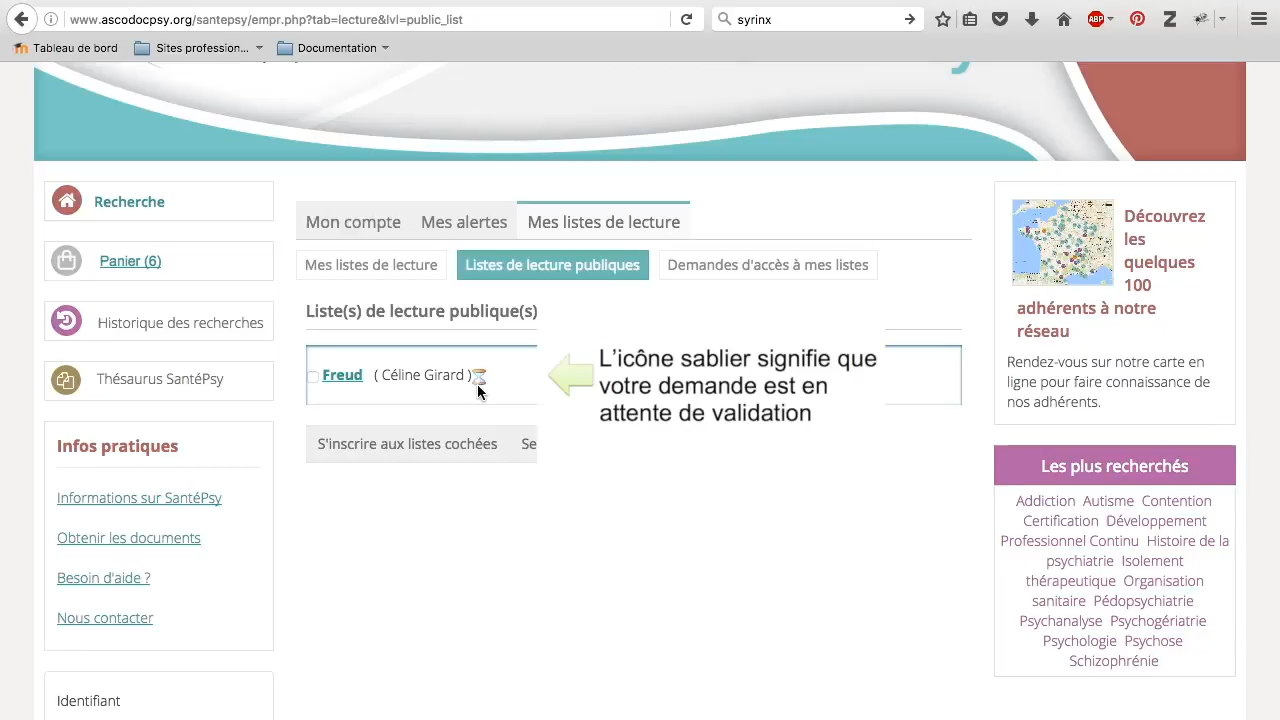 www.ascodocpsy.org/santepsy/empr.php?tab=lecture&lvl=public_list
syrinx
ABP
Tableau de bord
Sites profession...
Documentation
Recherche
Panier (6)
Historique des recherches
Thésaurus SantéPsy
Infos pratiques
Informations sur SantéPsy
Obtenir les documents
Besoin d'aide ?
Nous contacter
Identifiant
Mon compte
Mes alertes
Mes listes de lecture
Mes listes de lecture
Listes de lecture publiques
Demandes d'accès à mes listes
Liste(s) de lecture publique(s)
Freud ( Céline Girard )
L'icône sablier signifie que
votre demande est en
attente de validation
S'inscrire aux listes cochées
Se
Découvrez
les
quelques
100
adhérents à notre
réseau
Rendez-vous sur notre carte en
ligne pour faire connaissance de
nos adhérents.
Les plus recherchés
Addiction Autisme Contention
Certification Développement
Professionnel Continu Histoire de la
psychiatrie Isolement
thérapeutique Organisation
sanitaire Pédopsychiatrie
Psychanalyse Psychogériatrie
Psychologie Psychose
Schizophrénie